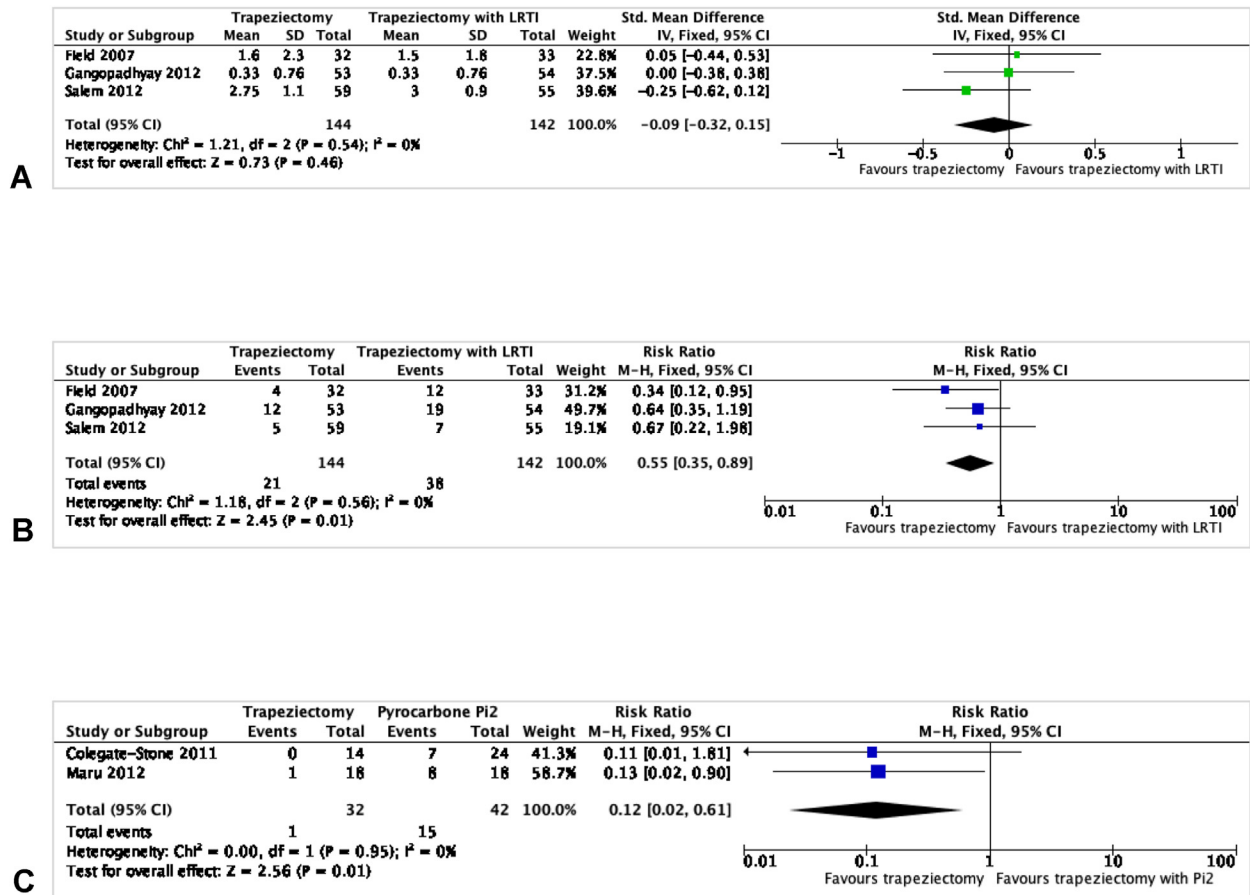 Trapeziectomy Trapeziectomy with LRTI Std. Mean Difference Std. Mean Difference
Study or Subgroup Mean SD Total Mean SD Total Weight IV, Fixed, 95% CI IV, Fixed, 95% CI
Field 2007 1.6 2.3 32 1.5 1.8 33 22.8% 0.05 [−0.44, 0.53]
Gangopadhyay 2012 0.33 0.76 53 0.33 0.76 54 37.5% 0.00 [−0.38, 0.38]
Salem 2012 2.75 1.1 59 3 0.9 55 39.6% −0.25 [−0.62, 0.12]
Total (95% CI) 144 142 100.0% −0.09 [−0.32, 0.15]
Heterogeneity: Chi² = 1.21, df = 2 (P = 0.54); I² = 0%
Test for overall effect: Z = 0.73 (P = 0.46)
−1 −0.5 0 0.5 1
Favours trapeziectomy Favours trapeziectomy with LRTI
A
Trapeziectomy Trapeziectomy with LRTI Risk Ratio Risk Ratio
Study or Subgroup Events Total Events Total Weight M−H, Fixed, 95% CI M−H, Fixed, 95% CI
Field 2007 4 32 12 33 31.2% 0.34 [0.12, 0.95]
Gangopadhyay 2012 12 53 19 54 49.7% 0.64 [0.35, 1.19]
Salem 2012 5 59 7 55 19.1% 0.67 [0.22, 1.98]
Total (95% CI) 144 142 100.0% 0.55 [0.35, 0.89]
Total events 21 38
Heterogeneity: Chi² = 1.18, df = 2 (P = 0.56); I² = 0%
Test for overall effect: Z = 2.45 (P = 0.01)
0.01 0.1 1 10 100
Favours trapeziectomy Favours trapeziectomy with LRTI
B
Trapeziectomy Pyrocarbone Pi2 Risk Ratio Risk Ratio
Study or Subgroup Events Total Events Total Weight M−H, Fixed, 95% CI M−H, Fixed, 95% CI
Colegate−Stone 2011 0 14 7 24 41.3% 0.11 [0.01, 1.81]
Maru 2012 1 18 8 18 58.7% 0.13 [0.02, 0.90]
Total (95% CI) 32 42 100.0% 0.12 [0.02, 0.61]
Total events 1 15
Heterogeneity: Chi² = 0.00, df = 1 (P = 0.95); I² = 0%
Test for overall effect: Z = 2.56 (P = 0.01)
0.01 0.1 1 10 100
Favours trapeziectomy Favours trapeziectomy with Pi2
C